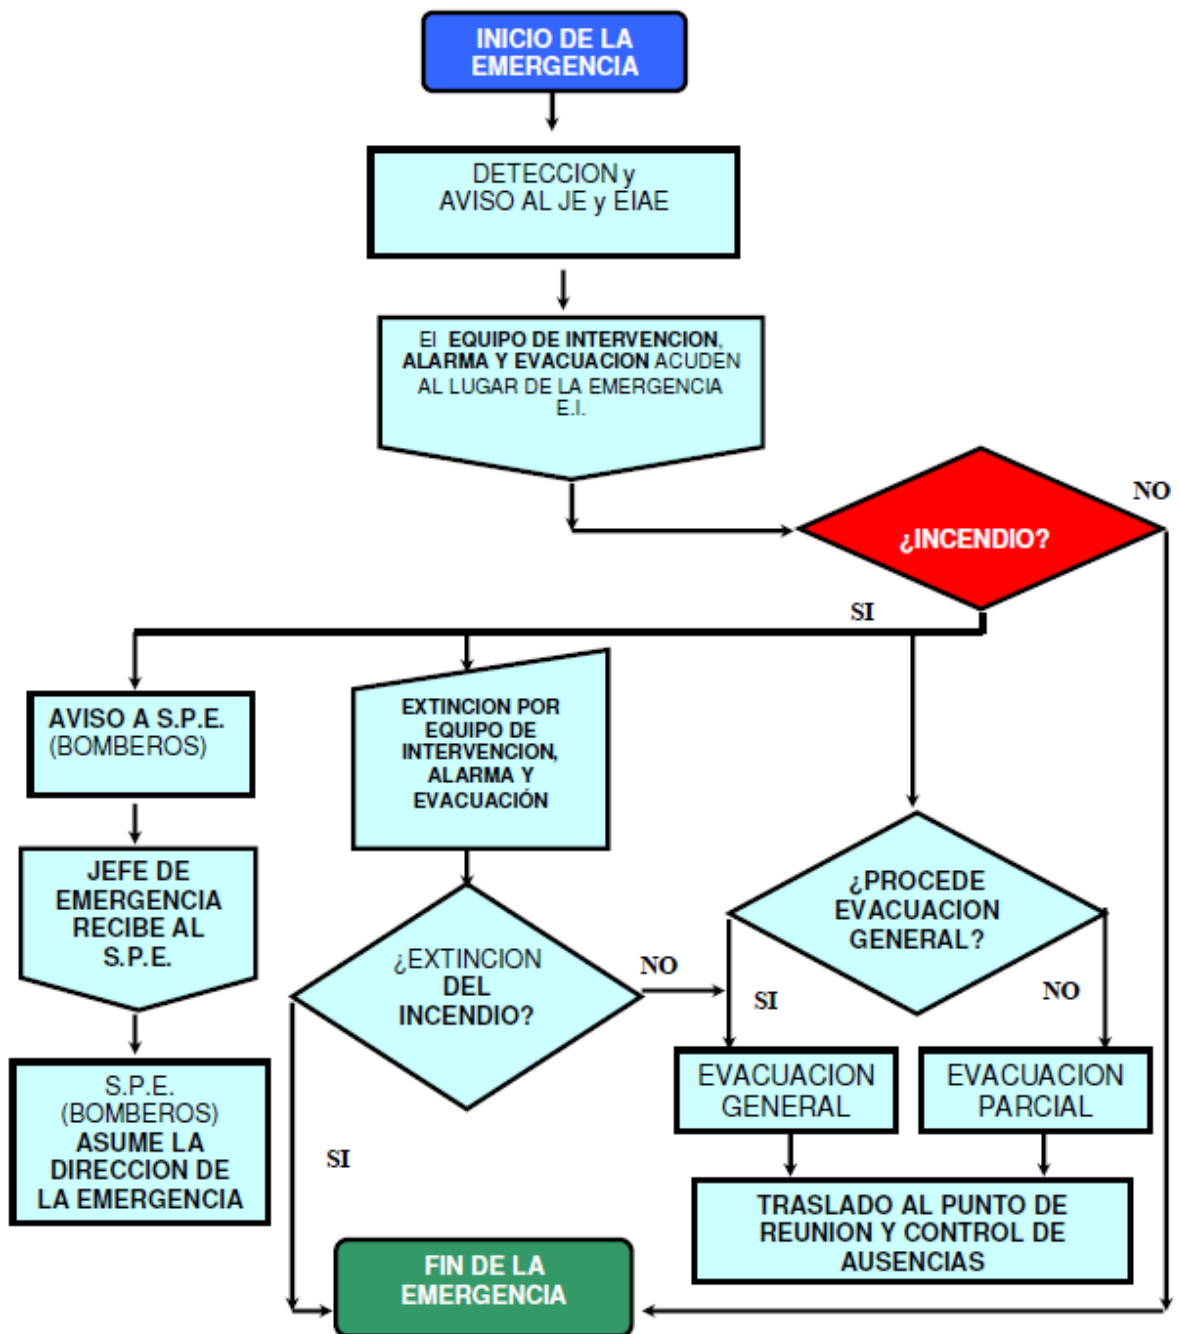 INICIO DE LA
EMERGENCIA
DETECCION y
AVISO AL JE y EIAE
El EQUIPO DE INTERVENCION,
ALARMA Y EVACUACION ACUDEN
AL LUGAR DE LA EMERGENCIA
E.I.
¿INCENDIO?
NO
SI
AVISO A S.P.E.
(BOMBEROS)
JEFE DE
EMERGENCIA
RECIBE AL
S.P.E.
S.P.E.
(BOMBEROS)
ASUME LA
DIRECCION DE
LA EMERGENCIA
EXTINCION POR
EQUIPO DE
INTERVENCION,
ALARMA Y
EVACUACIÓN
¿EXTINCION
DEL
INCENDIO?
NO
SI
¿PROCEDE
EVACUACION
GENERAL?
SI
NO
EVACUACION
GENERAL
EVACUACION
PARCIAL
TRASLADO AL PUNTO DE
REUNION Y CONTROL DE
AUSENCIAS
FIN DE LA
EMERGENCIA